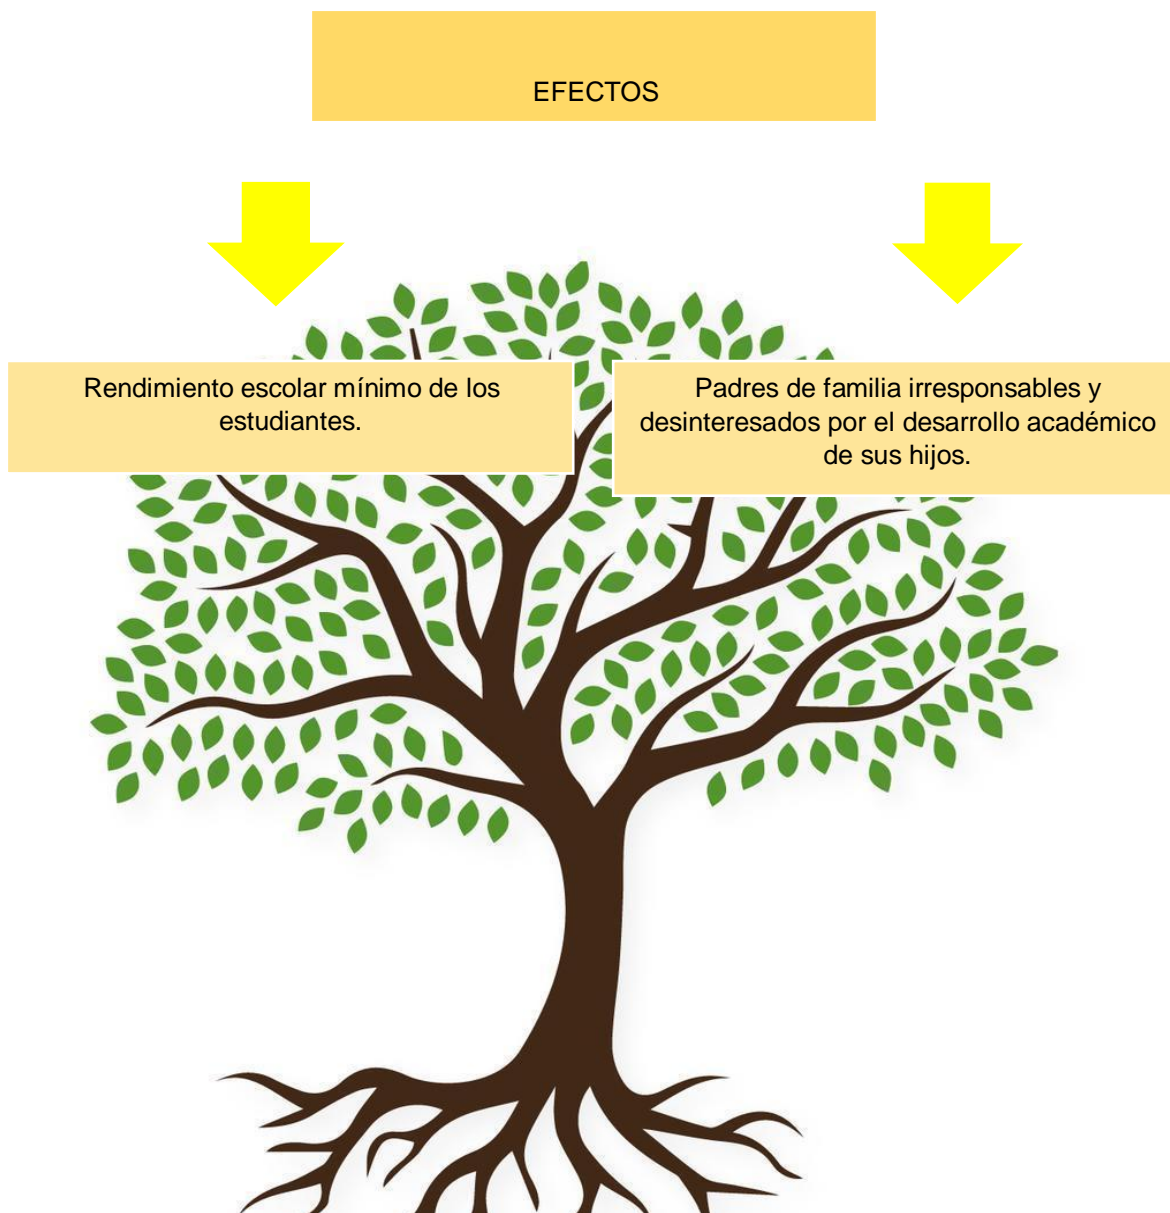 EFECTOS
Rendimiento escolar mínimo de los
estudiantes.
Padres de familia irresponsables y
desinteresados por el desarrollo académico
de sus hijos.